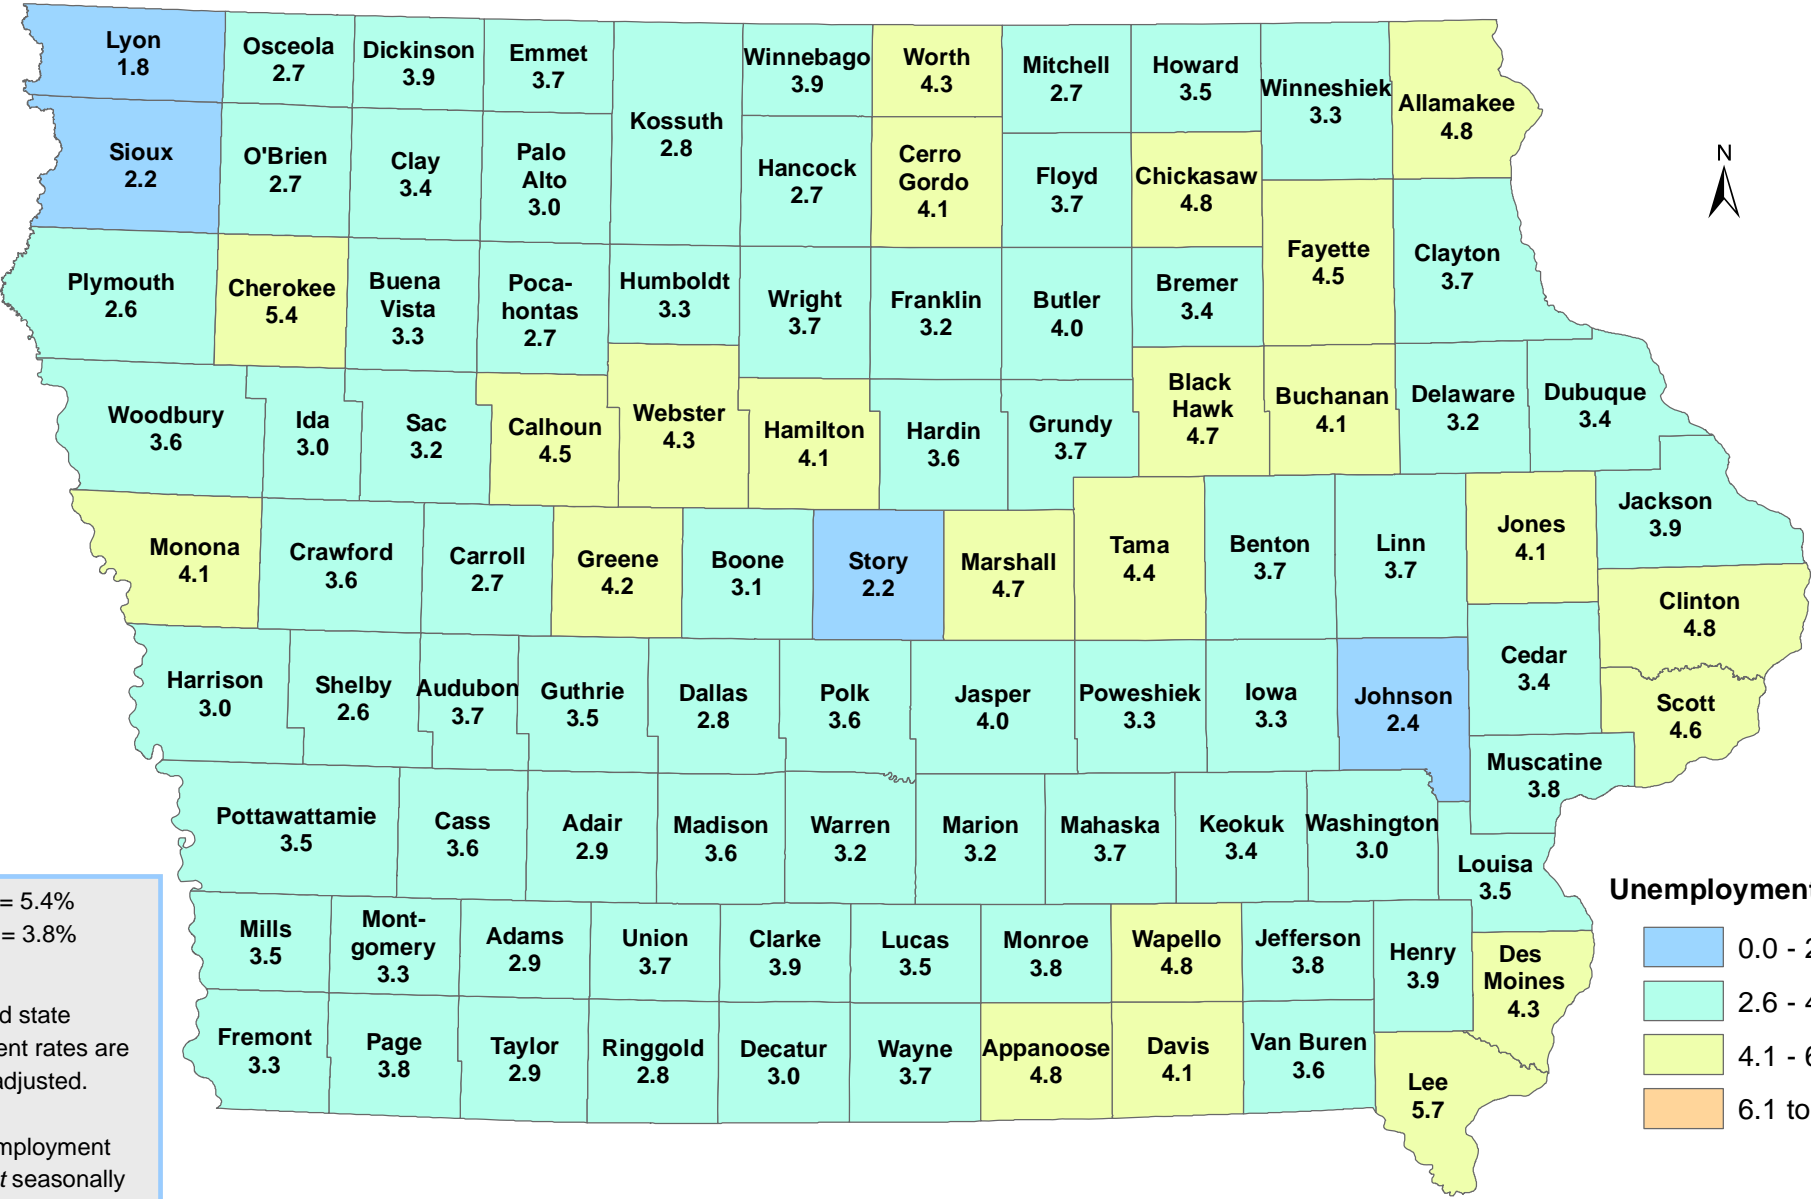 Lyon
1.8
Osceola
2.7
Dickinson
3.9
Emmet
3.7
Kossuth
2.8
Winnebago
3.9
Worth
4.3
Mitchell
2.7
Howard
3.5
Winneshiek
3.3
Allamakee
4.8
Sioux
2.2
O'Brien
2.7
Clay
3.4
Palo
Alto
3.0
Hancock
2.7
Cerro
Gordo
4.1
Floyd
3.7
Chickasaw
4.8
N
Plymouth
2.6
Cherokee
5.4
Buena
Vista
3.3
Poca-
hontas
2.7
Humboldt
3.3
Wright
3.7
Franklin
3.2
Butler
4.0
Bremer
3.4
Fayette
4.5
Clayton
3.7
Woodbury
3.6
Ida
3.0
Sac
3.2
Calhoun
4.5
Webster
4.3
Hamilton
4.1
Hardin
3.6
Grundy
3.7
Black
Hawk
4.7
Buchanan
4.1
Delaware
3.2
Dubuque
3.4
Monona
4.1
Crawford
3.6
Carroll
2.7
Greene
4.2
Boone
3.1
Story
2.2
Marshall
4.7
Tama
4.4
Benton
3.7
Linn
3.7
Jones
4.1
Jackson
3.9
Clinton
4.8
Harrison
3.0
Shelby
2.6
Audubon
3.7
Guthrie
3.5
Dallas
2.8
Polk
3.6
Jasper
4.0
Poweshiek
3.3
Iowa
3.3
Johnson
2.4
Cedar
3.4
Scott
4.6
Muscatine
3.8
Pottawattamie
3.5
Cass
3.6
Adair
2.9
Madison
3.6
Warren
3.2
Marion
3.2
Mahaska
3.7
Keokuk
3.4
Washington
3.0
Louisa
3.5
Mills
3.5
Mont-
gomery
3.3
Adams
2.9
Union
3.7
Clarke
3.9
Lucas
3.5
Monroe
3.8
Wapello
4.8
Jefferson
3.8
Henry
3.9
Des
Moines
4.3
Fremont
3.3
Page
3.8
Taylor
2.9
Ringgold
2.8
Decatur
3.0
Wayne
3.7
Appanoose
4.8
Davis
4.1
Van Buren
3.6
Lee
5.7
= 5.4%
= 3.8%
d state
ent rates are
adjusted.
mployment
t seasonally
Unemployment
0.0 - 2
2.6 - 4
4.1 - 6
6.1 to